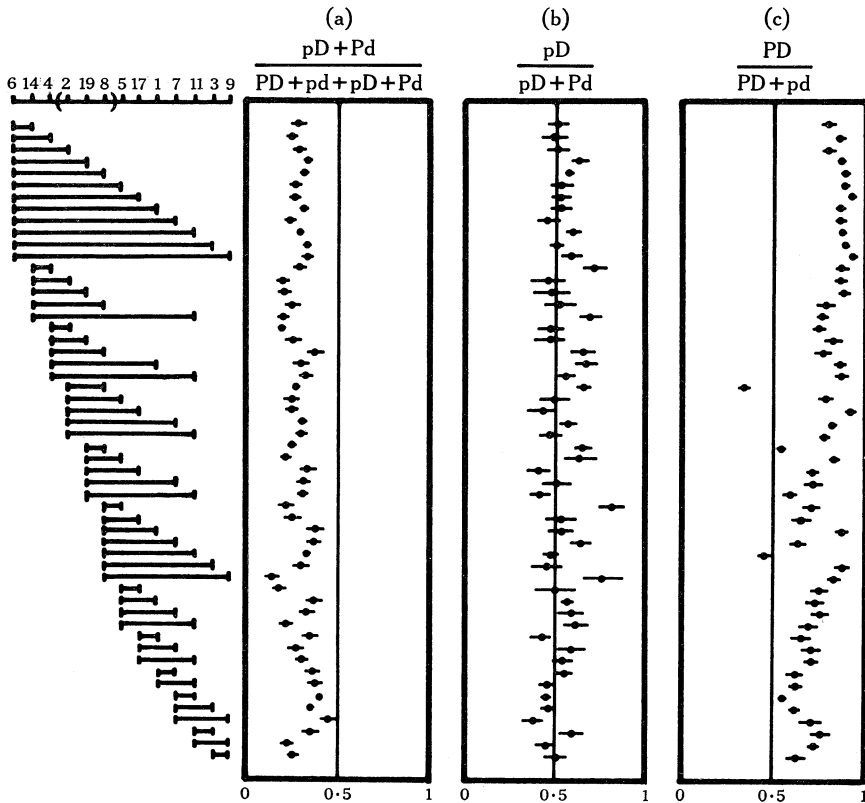 (a) (b) (c)
pD + Pd
PD + pd + pD + Pd
pD
pD + Pd
PD
PD + pd
6 14 4 2 19 8 5 17 1 7 11 3 9
( )
0 0·5 1 0 0·5 1 0 0·5 1